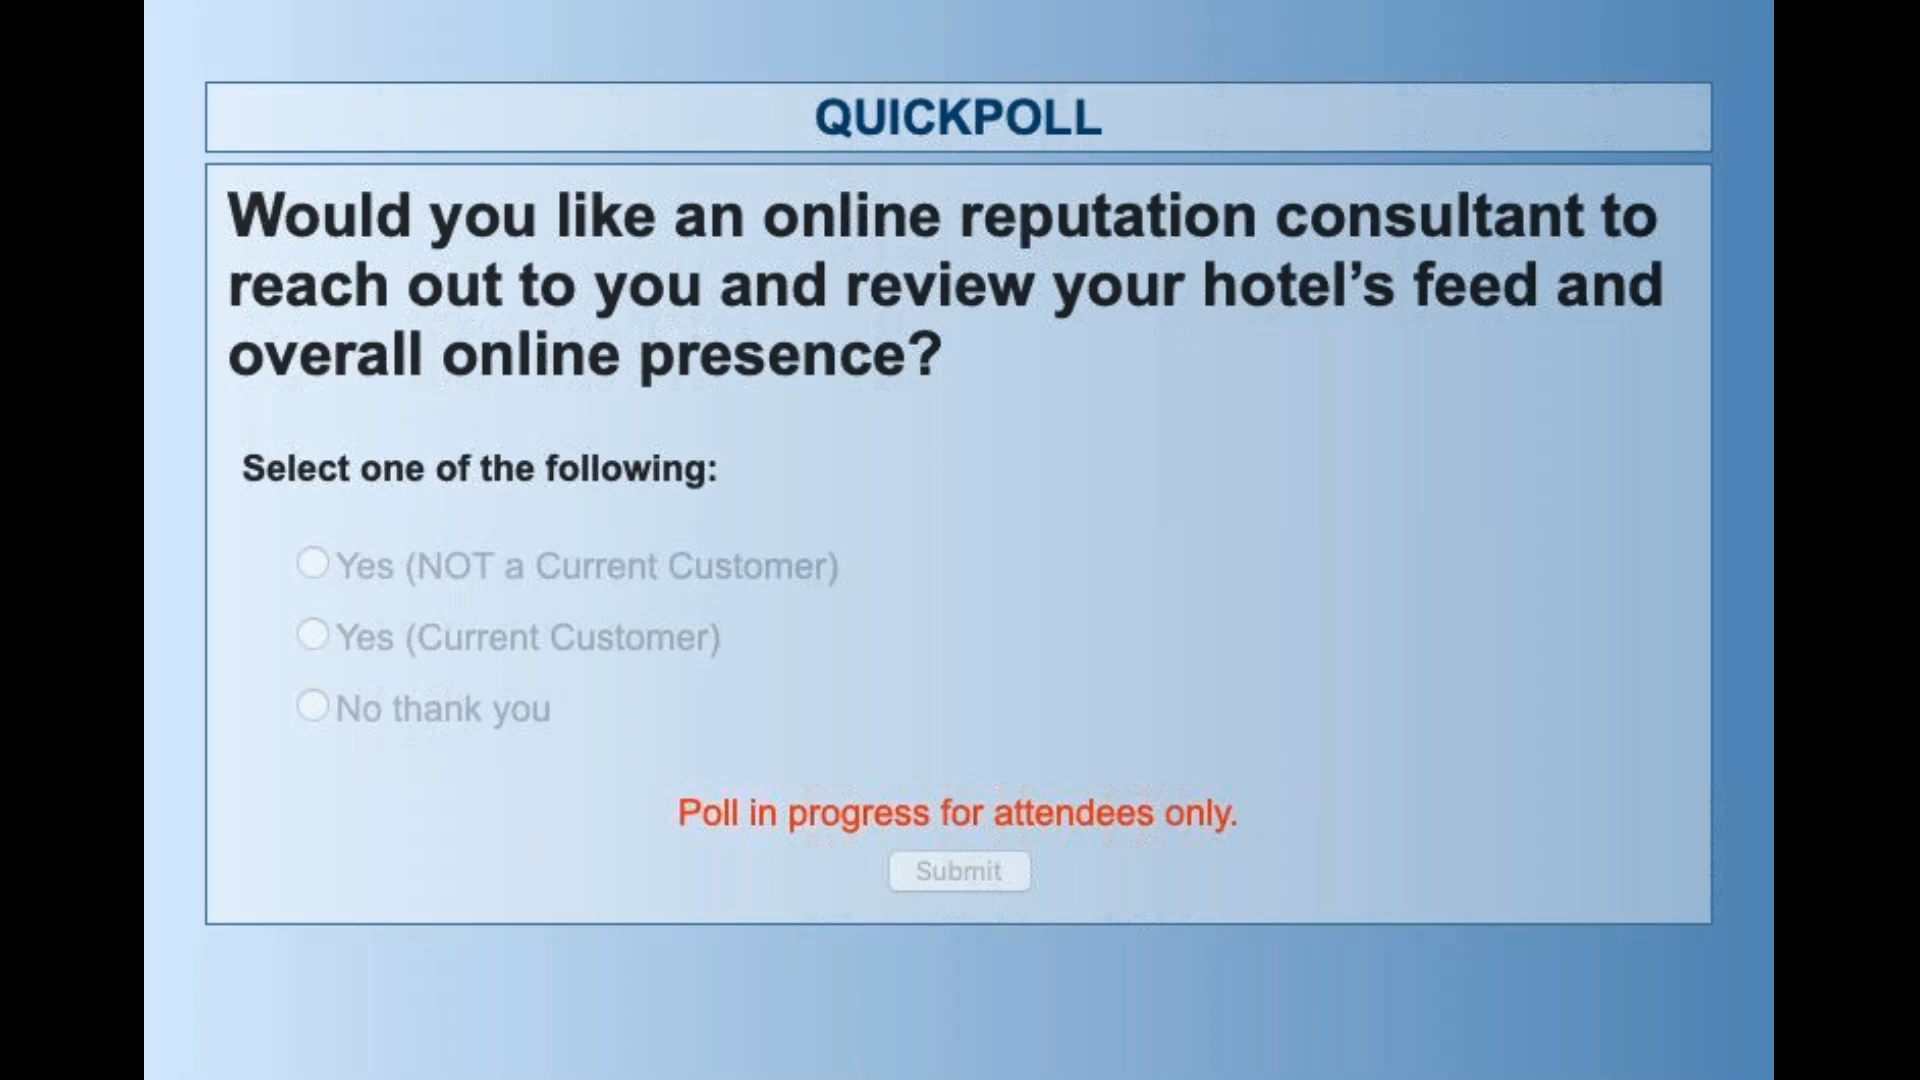 QUICKPOLL
Would you like an online reputation consultant to
reach out to you and review your hotel’s feed and
overall online presence?
Select one of the following:
Yes (NOT a Current Customer)
Yes (Current Customer)
No thank you
Poll in progress for attendees only.
Submit